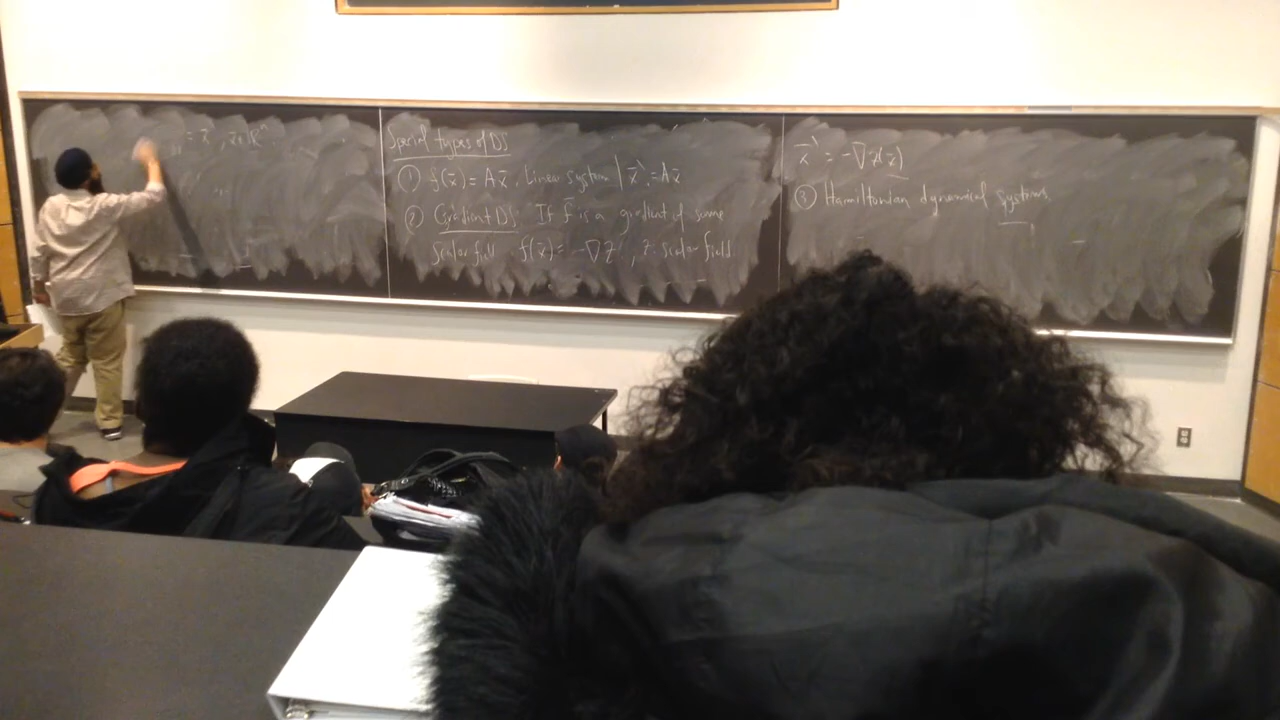 = x⃗, x⃗∈ℝⁿ
Special types of DS
① f(x⃗) = Ax⃗, Linear system | x⃗' = Ax⃗
② Gradient DS: If f⃗ is a gradient of some
scalar field f(x⃗) = -∇z, z scalar field.
x⃗' = -∇z(x⃗)
③ Hamiltonian dynamical systems